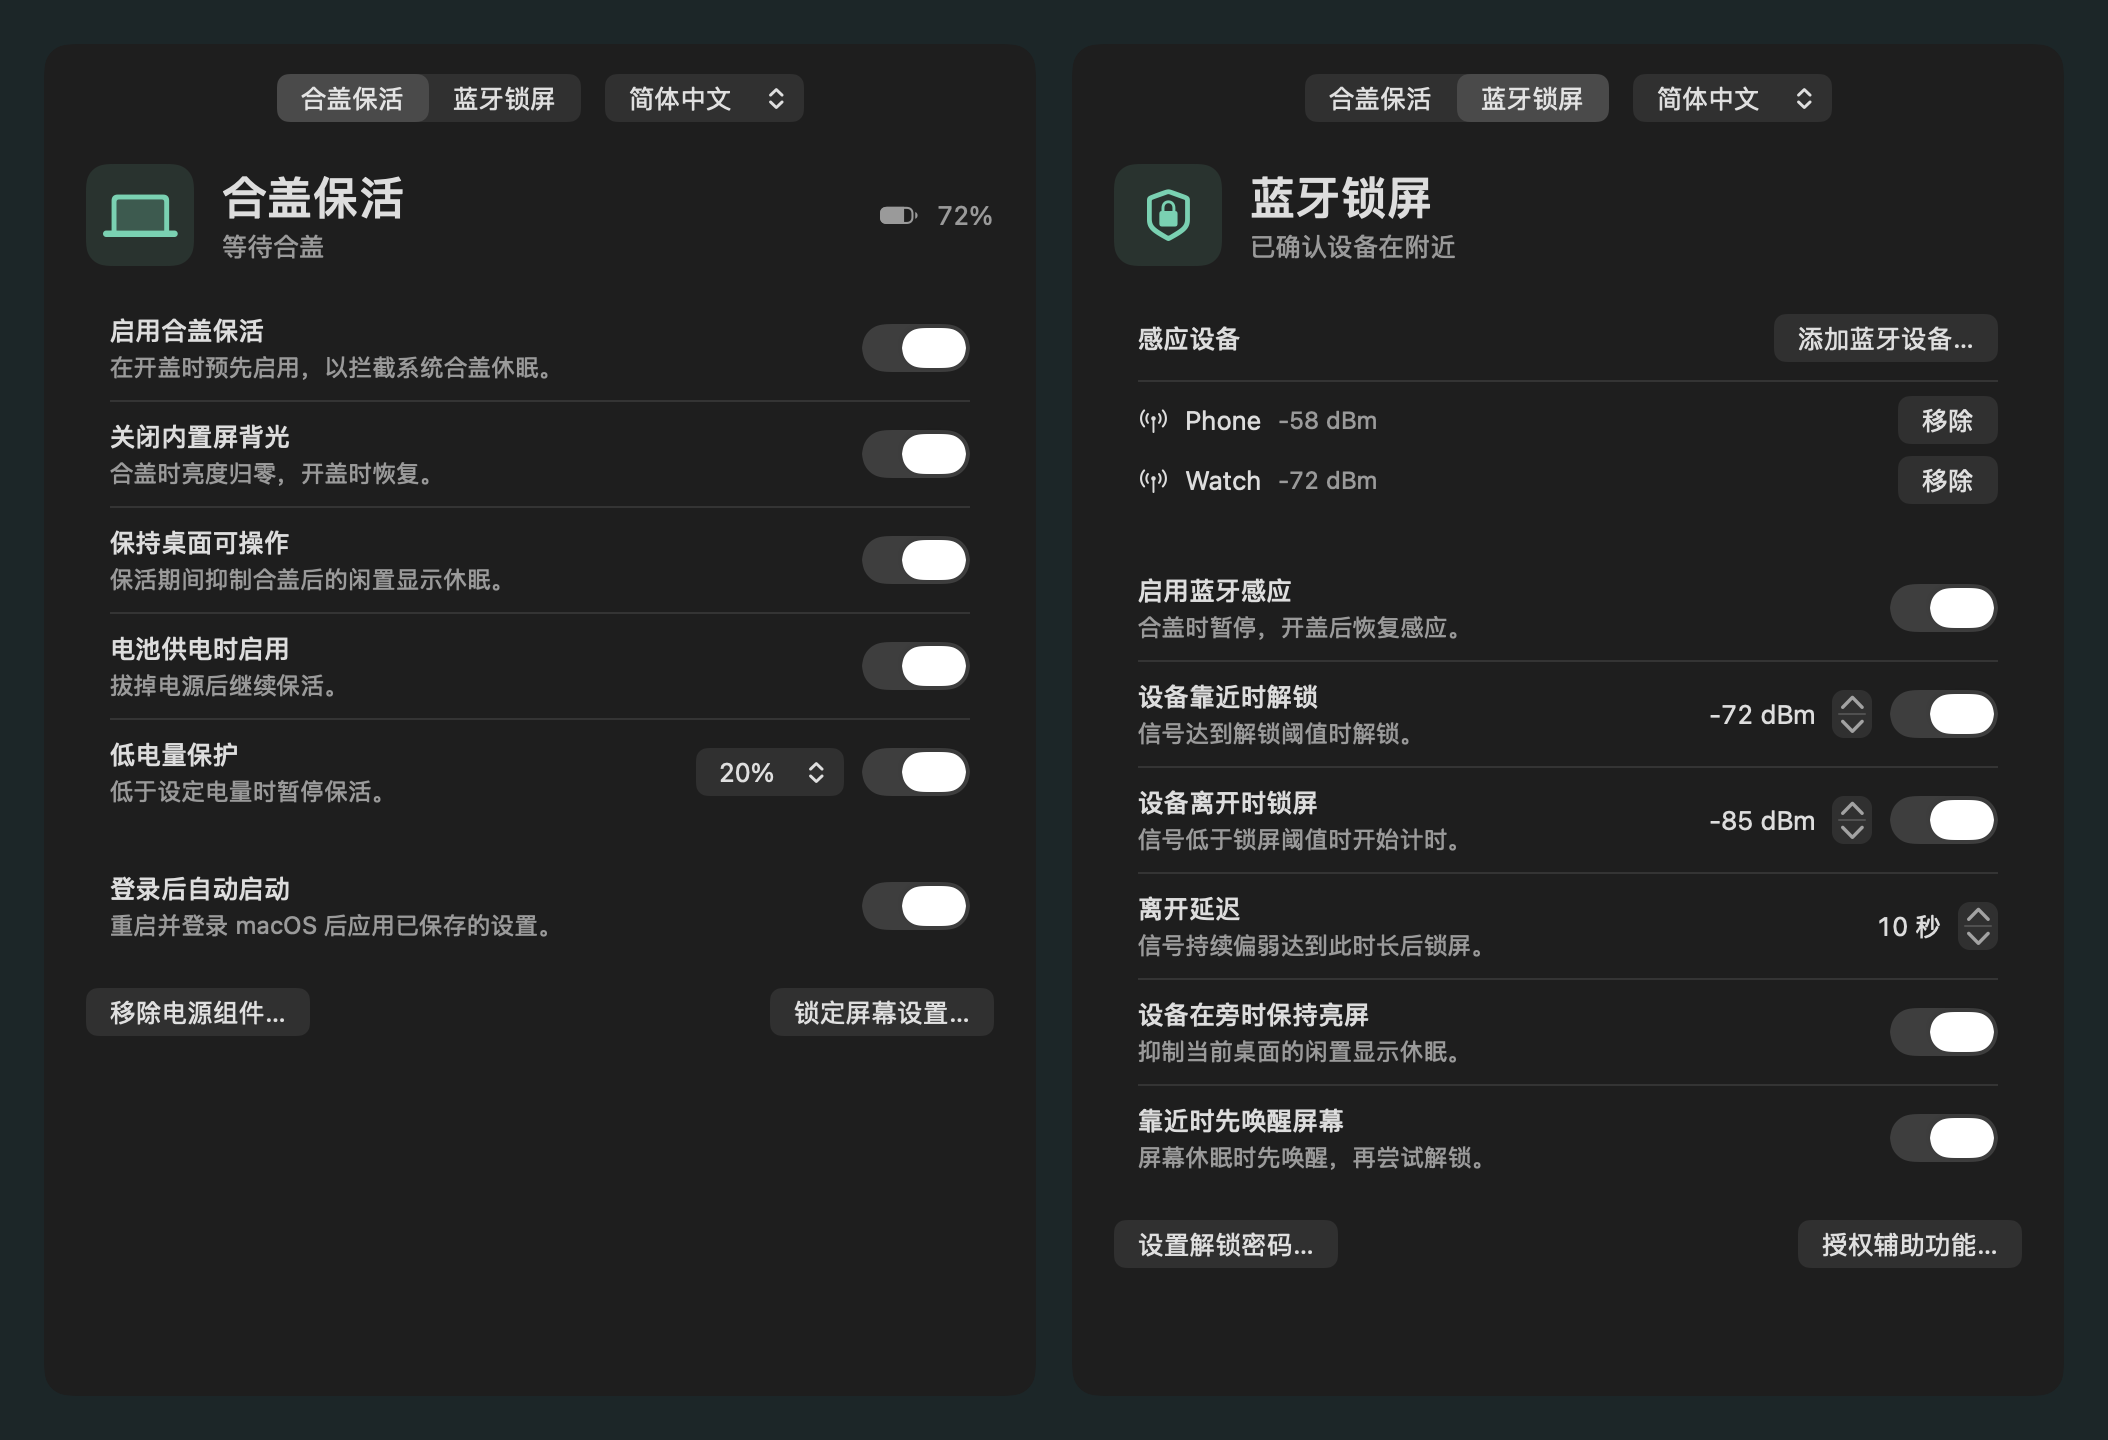 合盖保活 蓝牙锁屏 简体中文
合盖保活
等待合盖
72%
启用合盖保活
在开盖时预先启用，以拦截系统合盖休眠。
关闭内置屏背光
合盖时亮度归零，开盖时恢复。
保持桌面可操作
保活期间抑制合盖后的闲置显示休眠。
电池供电时启用
拔掉电源后继续保活。
低电量保护
低于设定电量时暂停保活。
20%
登录后自动启动
重启并登录 macOS 后应用已保存的设置。
移除电源组件... 锁定屏幕设置...
合盖保活 蓝牙锁屏 简体中文
蓝牙锁屏
已确认设备在附近
感应设备 添加蓝牙设备...
Phone -58 dBm 移除
Watch -72 dBm 移除
启用蓝牙感应
合盖时暂停，开盖后恢复感应。
设备靠近时解锁
信号达到解锁阈值时解锁。
-72 dBm
设备离开时锁屏
信号低于锁屏阈值时开始计时。
-85 dBm
离开延迟
信号持续偏弱达到此时长后锁屏。
10 秒
设备在旁时保持亮屏
抑制当前桌面的闲置显示休眠。
靠近时先唤醒屏幕
屏幕休眠时先唤醒，再尝试解锁。
设置解锁密码... 授权辅助功能...